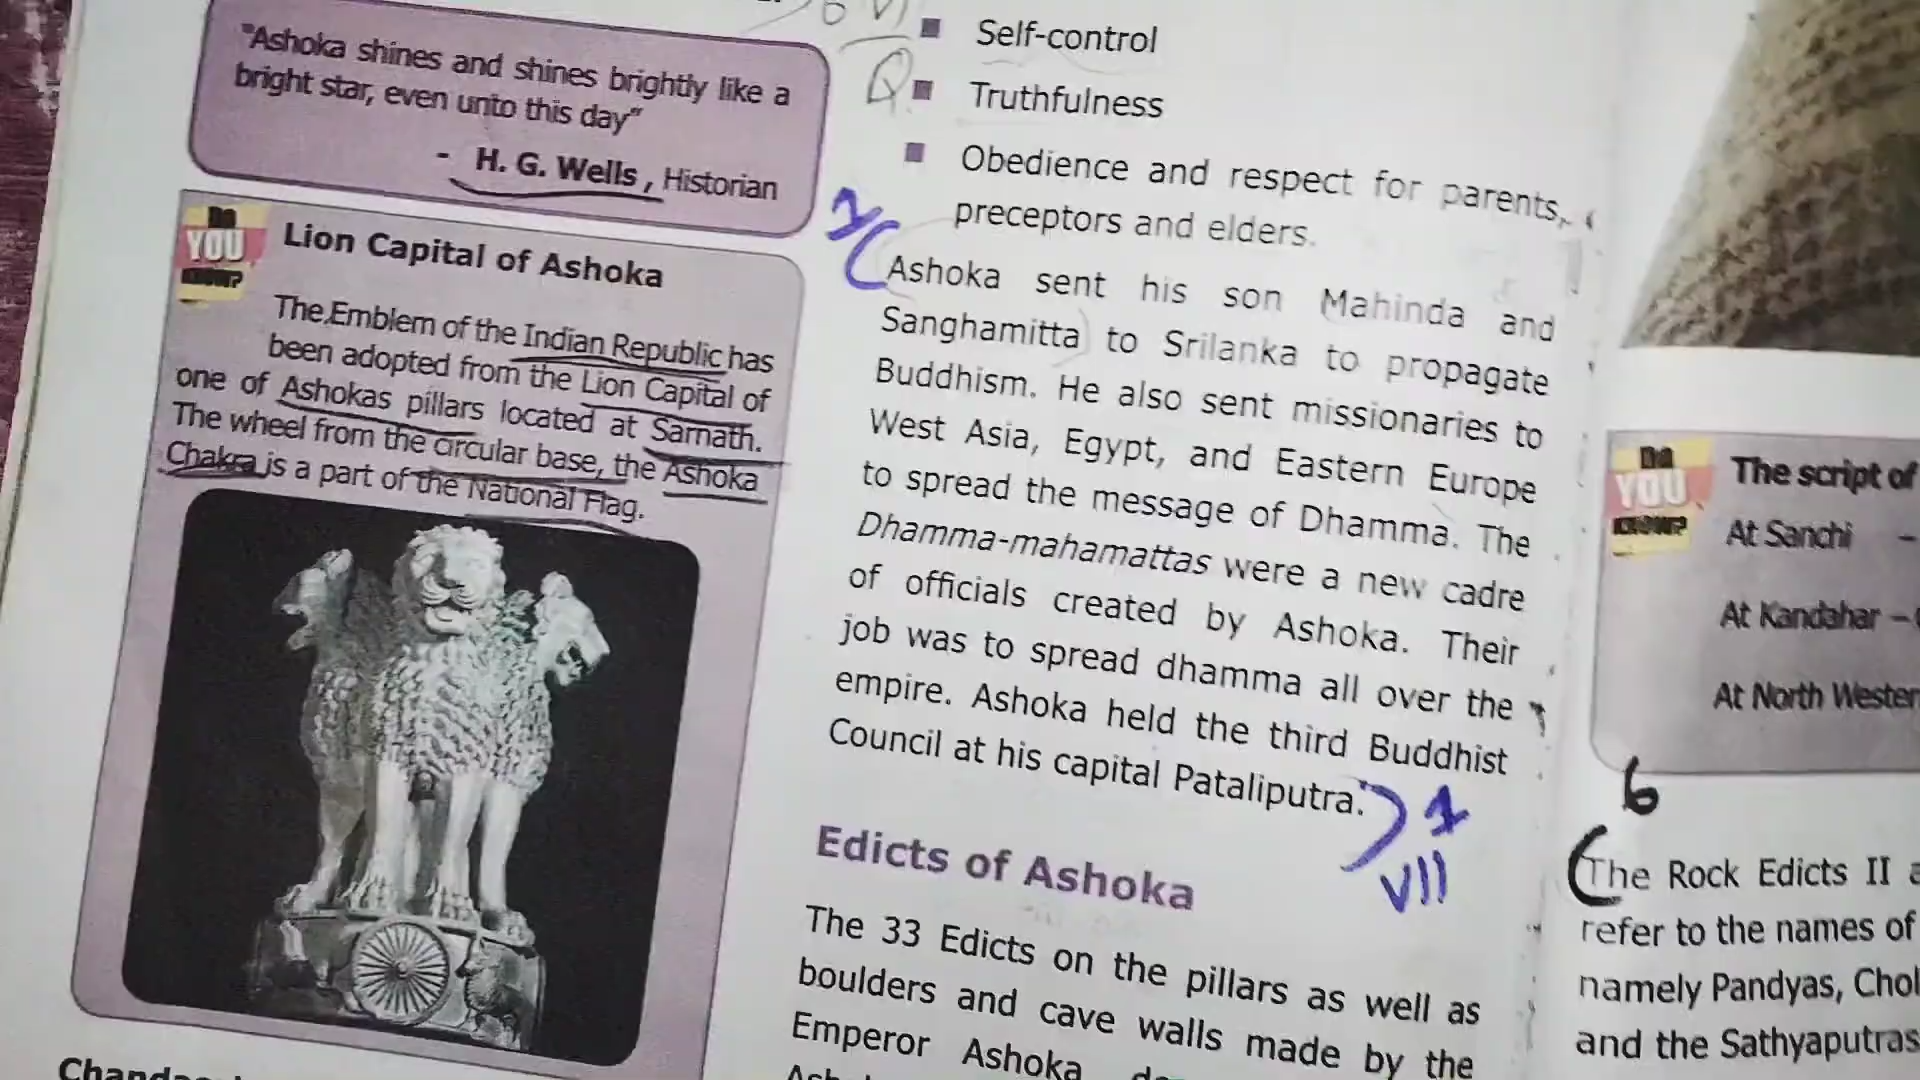 "Ashoka shines and shines brightly like a
bright star, even unto this day"
- H. G. Wells , Historian
DO
YOU
KNOW?
Lion Capital of Ashoka
The Emblem of the Indian Republic has
been adopted from the Lion Capital of
one of Ashokas pillars located at Sarnath.
The wheel from the circular base, the Ashoka
Chakra is a part of the National Flag.
Self-control
Truthfulness
Obedience and respect for parents,
preceptors and elders.
Ashoka sent his son Mahinda and
Sanghamitta to Srilanka to propagate
Buddhism. He also sent missionaries to
West Asia, Egypt, and Eastern Europe
to spread the message of Dhamma. The
Dhamma-mahamattas were a new cadre
of officials created by Ashoka. Their
job was to spread dhamma all over the
empire. Ashoka held the third Buddhist
Council at his capital Pataliputra.
VII
Edicts of Ashoka
The 33 Edicts on the pillars as well as
boulders and cave walls made by the
Emperor Ashoka
DO
YOU
KNOW?
The script of
At Sanchi –
At Kandahar –
At North Wester
6
The Rock Edicts II
refer to the names of
namely Pandyas, Chol
and the Sathyaputras